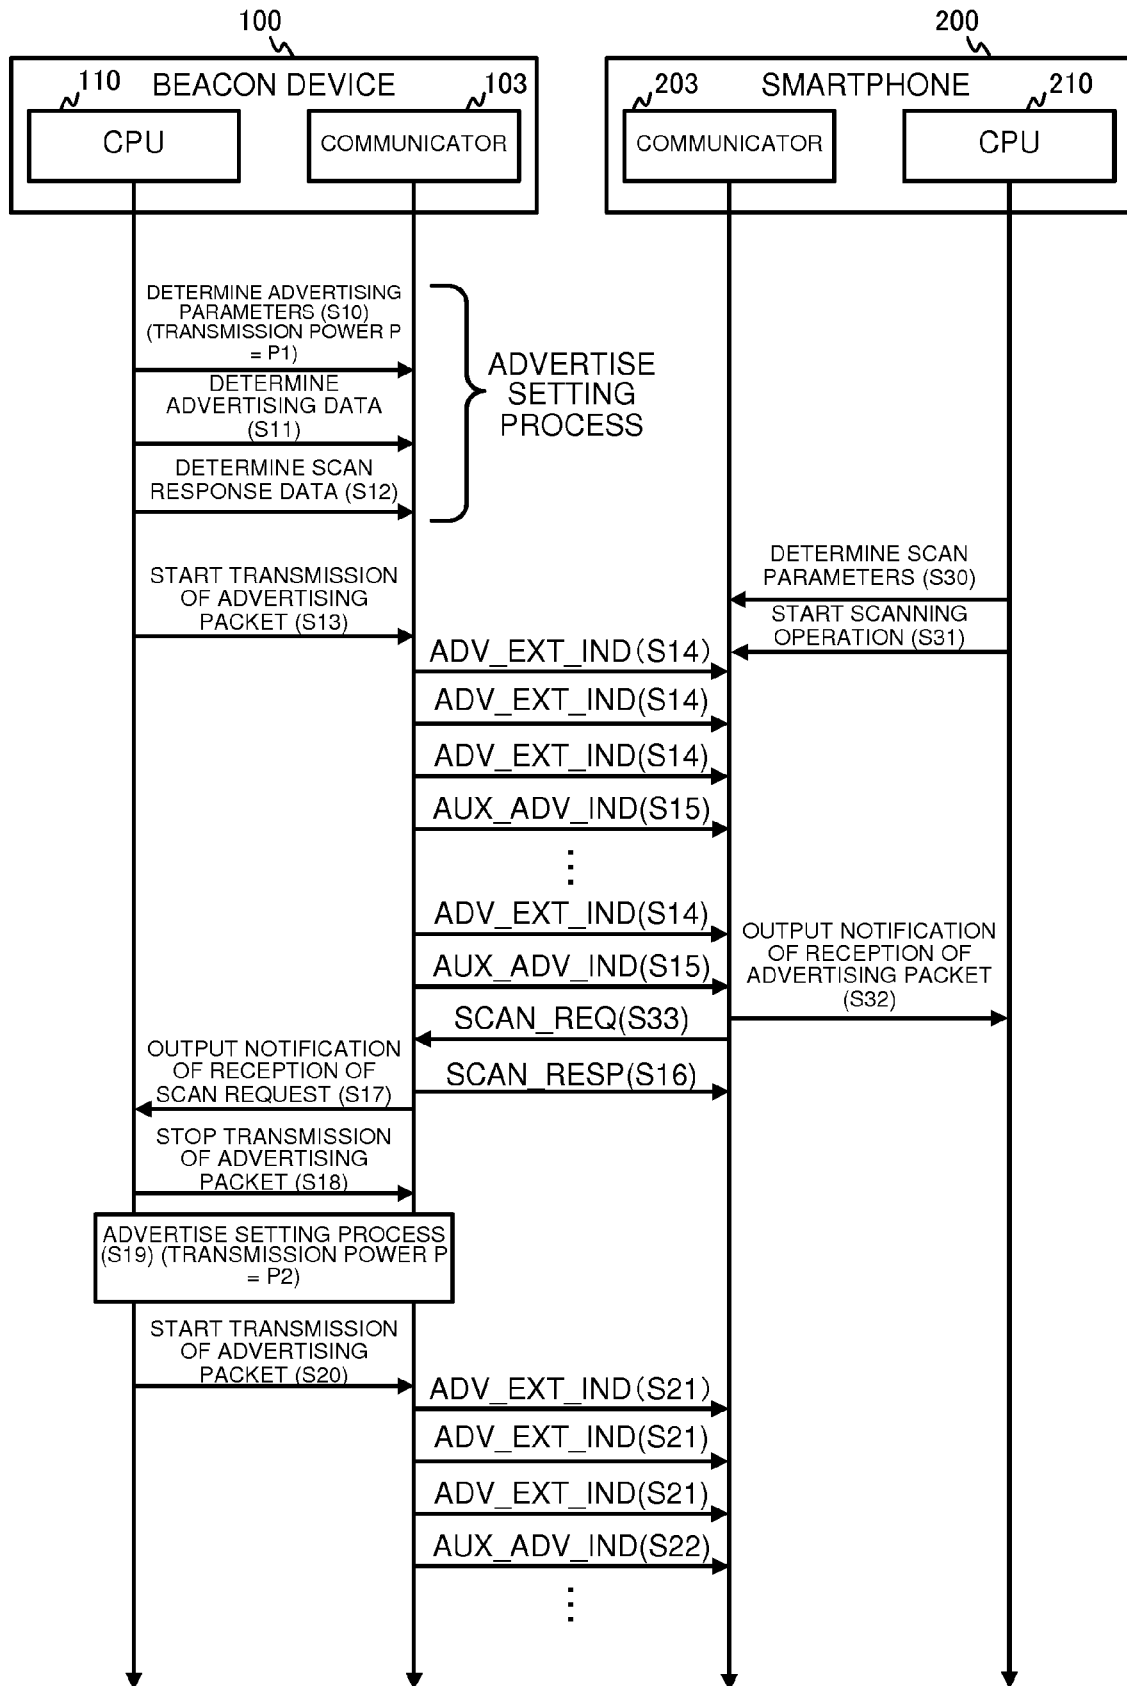 100
200
BEACON DEVICE
SMARTPHONE
110
103
203
210
CPU
COMMUNICATOR
COMMUNICATOR
CPU
DETERMINE ADVERTISING
PARAMETERS (S10)
(TRANSMISSION POWER P
= P1)
DETERMINE
ADVERTISING DATA
(S11)
DETERMINE SCAN
RESPONSE DATA (S12)
ADVERTISE
SETTING
PROCESS
DETERMINE SCAN
PARAMETERS (S30)
START TRANSMISSION
OF ADVERTISING
PACKET (S13)
START SCANNING
OPERATION (S31)
ADV_EXT_IND(S14)
ADV_EXT_IND(S14)
ADV_EXT_IND(S14)
AUX_ADV_IND(S15)
ADV_EXT_IND(S14)
AUX_ADV_IND(S15)
OUTPUT NOTIFICATION
OF RECEPTION OF
ADVERTISING PACKET
(S32)
SCAN_REQ(S33)
SCAN_RESP(S16)
OUTPUT NOTIFICATION
OF RECEPTION OF
SCAN REQUEST (S17)
STOP TRANSMISSION
OF ADVERTISING
PACKET (S18)
ADVERTISE SETTING PROCESS
(S19) (TRANSMISSION POWER P
= P2)
START TRANSMISSION
OF ADVERTISING
PACKET (S20)
ADV_EXT_IND(S21)
ADV_EXT_IND(S21)
ADV_EXT_IND(S21)
AUX_ADV_IND(S22)